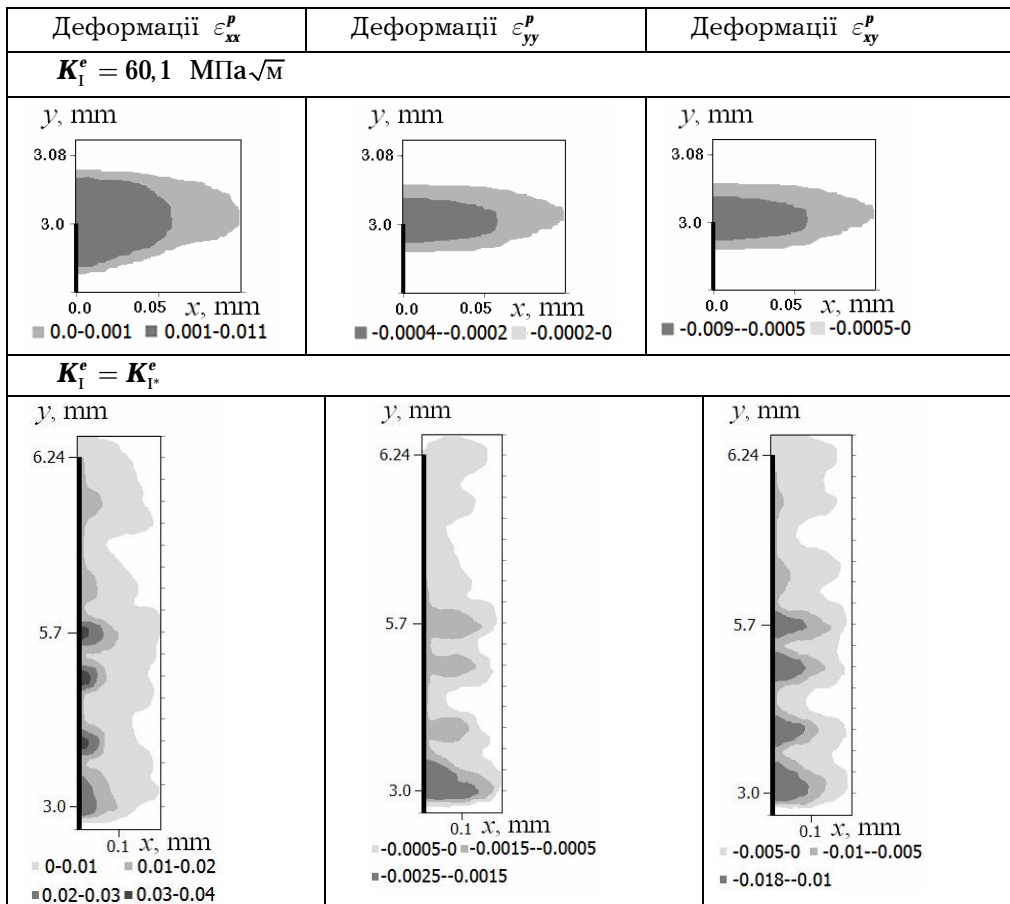 Деформації ε^p_xx
Деформації ε^p_yy
Деформації ε^p_xy
K^e_I = 60,1 МПа√м
y, mm
3.08
3.0
0.0 0.05 x, mm
0.0-0.001 0.001-0.011
y, mm
3.08
3.0
0.0 0.05 x, mm
-0.0004--0.0002 -0.0002-0
y, mm
3.08
3.0
0.0 0.05 x, mm
-0.009--0.0005 -0.0005-0
K^e_I = K^e_I*
y, mm
6.24
5.7
3.0
0.1 x, mm
0-0.01 0.01-0.02
0.02-0.03 0.03-0.04
y, mm
6.24
5.7
3.0
0.1 x, mm
-0.0005-0 -0.0015--0.0005
-0.0025--0.0015
y, mm
6.24
5.7
3.0
0.1 x, mm
-0.005-0 -0.01--0.005
-0.018--0.01